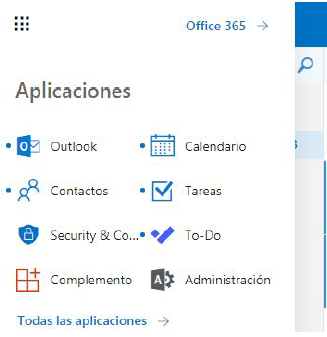 Office 365 →
Aplicaciones
Outlook
Calendario
Contactos
Tareas
Security & Co...
To-Do
Complemento
Administración
Todas las aplicaciones →